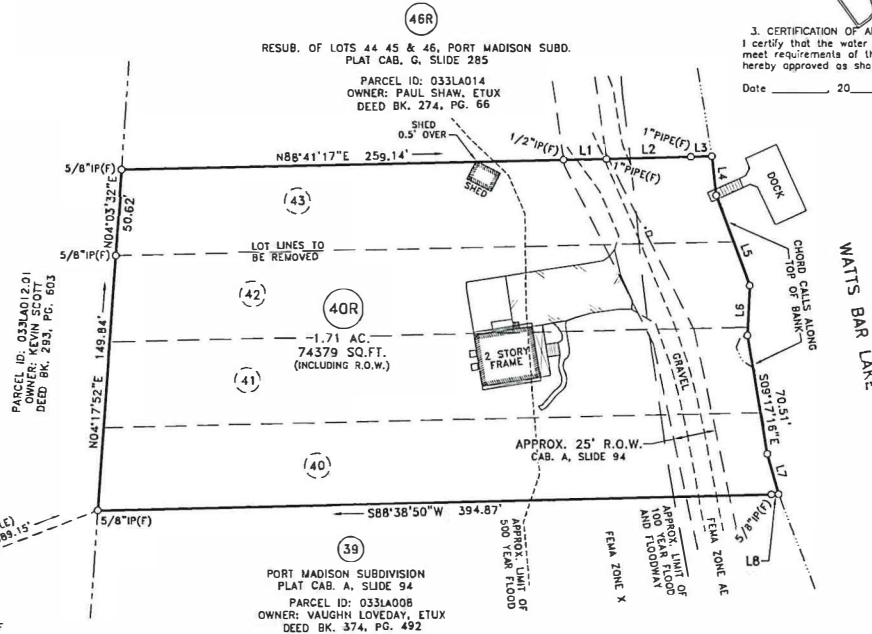 46R
RESUB. OF LOTS 44 45 & 46, PORT MADISON SUBD.
PLAT CAB. G, SLIDE 285
PARCEL ID: 033LA014
OWNER: PAUL SHAW, ETUX
DEED BK. 274, PG. 66
3. CERTIFICATION OF
I certify that the water
meet requirements of
hereby approved as
Date ________, 20
SHED
0.5' OVER
1/2"IP(F)
L1
1"PIPE(F)
L2
1"PIPE(F)
L3
5/8"IP(F)
N88°41'17"E 259.14'
SHED
L4
DOCK
N04°03'32"E
50.62'
43
5/8"IP(F)
LOT LINES TO
BE REMOVED
L5
CHORD CALLS ALONG
TOP OF BANK
WATTS BAR LAKE
PARCEL ID: 033LA012.01
OWNER: KEVIN SCOTT
DEED BK. 293, PG. 603
N04°17'52"E 149.84'
42
40R
1.71 AC.
74379 SQ.FT.
(INCLUDING R.O.W.)
2 STORY
FRAME
L6
GRAVEL
41
S09°17'16"E
70.51'
APPROX. 25' R.O.W.
CAB. A, SLIDE 94
40
L7
5/8"IP(F)
S88°38'50"W 394.87'
5/8"IP(F)
L8
89.15'
APPROX. LIMIT OF
500 YEAR FLOOD
FEMA ZONE X
APPROX. LIMIT OF
100 YEAR FLOOD
AND FLOODWAY
FEMA ZONE AE
39
PORT MADISON SUBDIVISION
PLAT CAB. A, SLIDE 94
PARCEL ID: 033LA008
OWNER: VAUGHN LOVEDAY, ETUX
DEED BK. 374, PG. 492